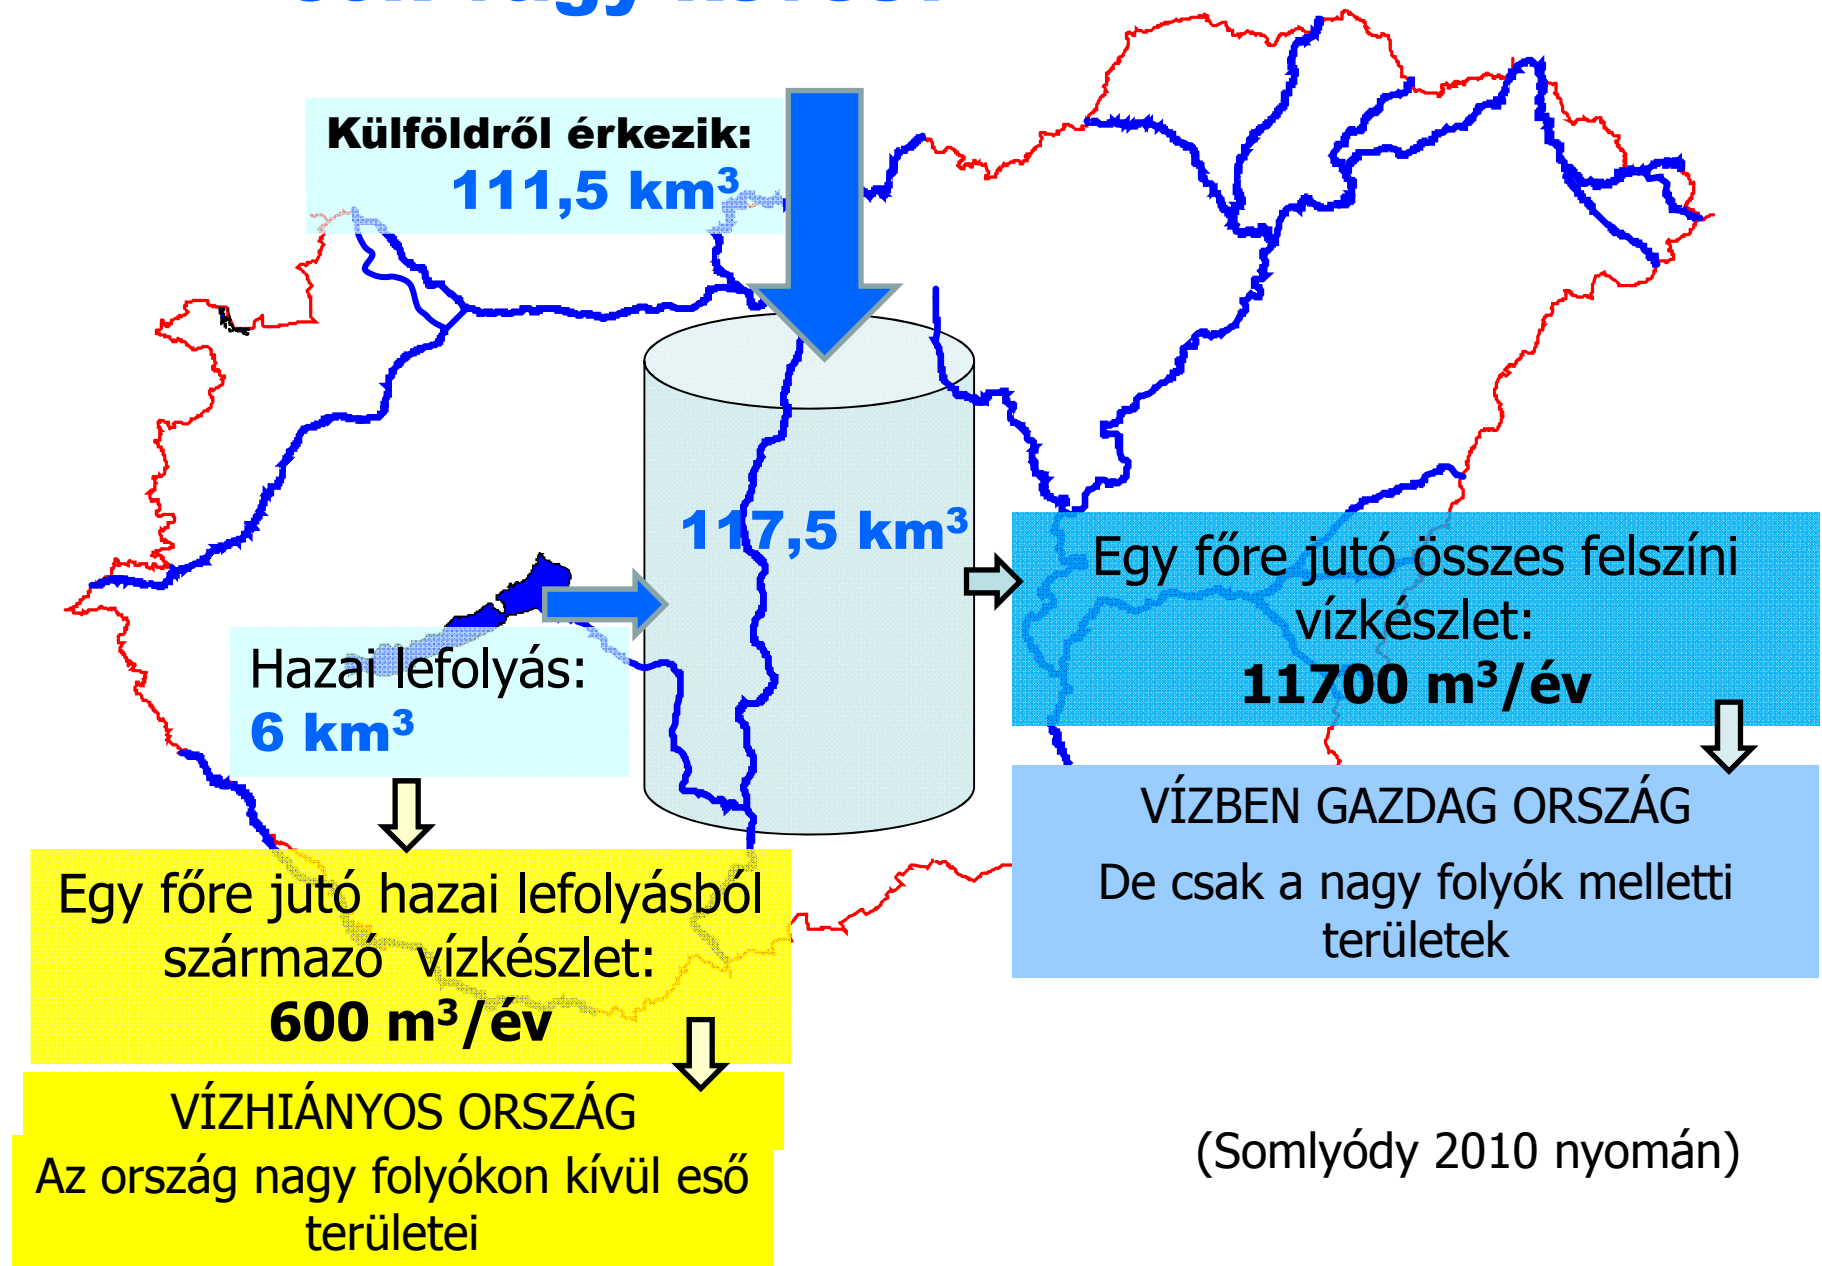 Külföldről érkezik:
111,5 km³
117,5 km³
Hazai lefolyás:
6 km³
Egy főre jutó összes felszíni
vízkészlet:
11700 m³/év
VÍZBEN GAZDAG ORSZÁG
De csak a nagy folyók melletti
területek
Egy főre jutó hazai lefolyásból
származó vízkészlet:
600 m³/év
VÍZHIÁNYOS ORSZÁG
Az ország nagy folyókon kívül eső
területei
(Somlyódy 2010 nyomán)